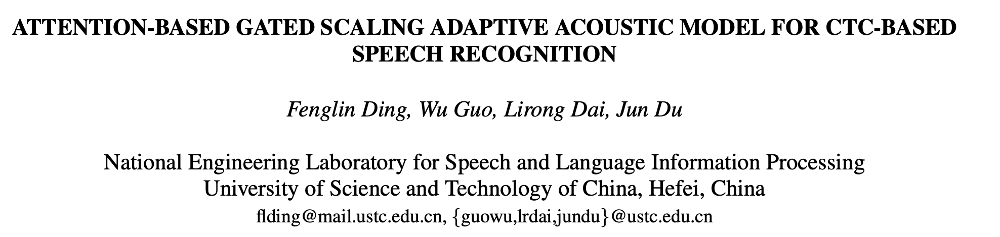 ATTENTION-BASED GATED SCALING ADAPTIVE ACOUSTIC MODEL FOR CTC-BASED
SPEECH RECOGNITION
Fenglin Ding, Wu Guo, Lirong Dai, Jun Du
National Engineering Laboratory for Speech and Language Information Processing
University of Science and Technology of China, Hefei, China
flding@mail.ustc.edu.cn, {guowu,lrdai,jundu}@ustc.edu.cn